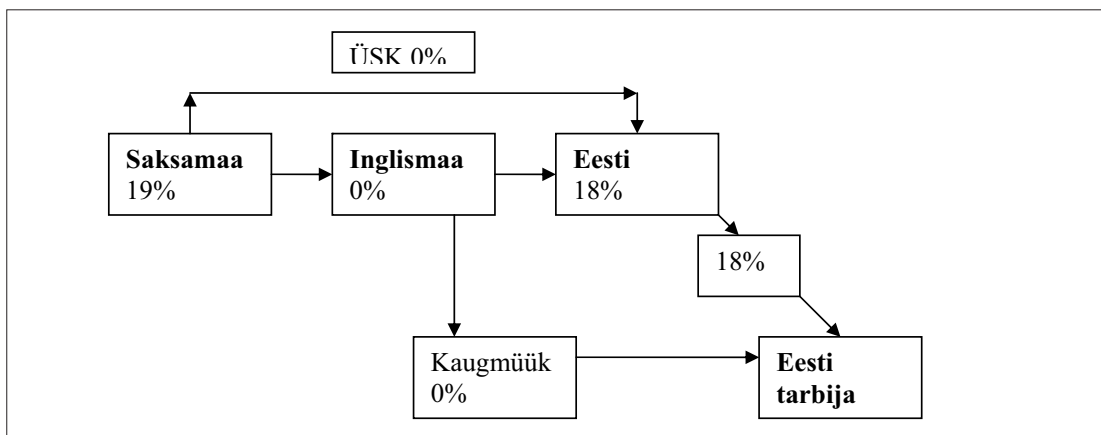 ÜSK 0%
Saksamaa
19%
Inglismaa
0%
Eesti
18%
18%
Kaugmüük
0%
Eesti
tarbija